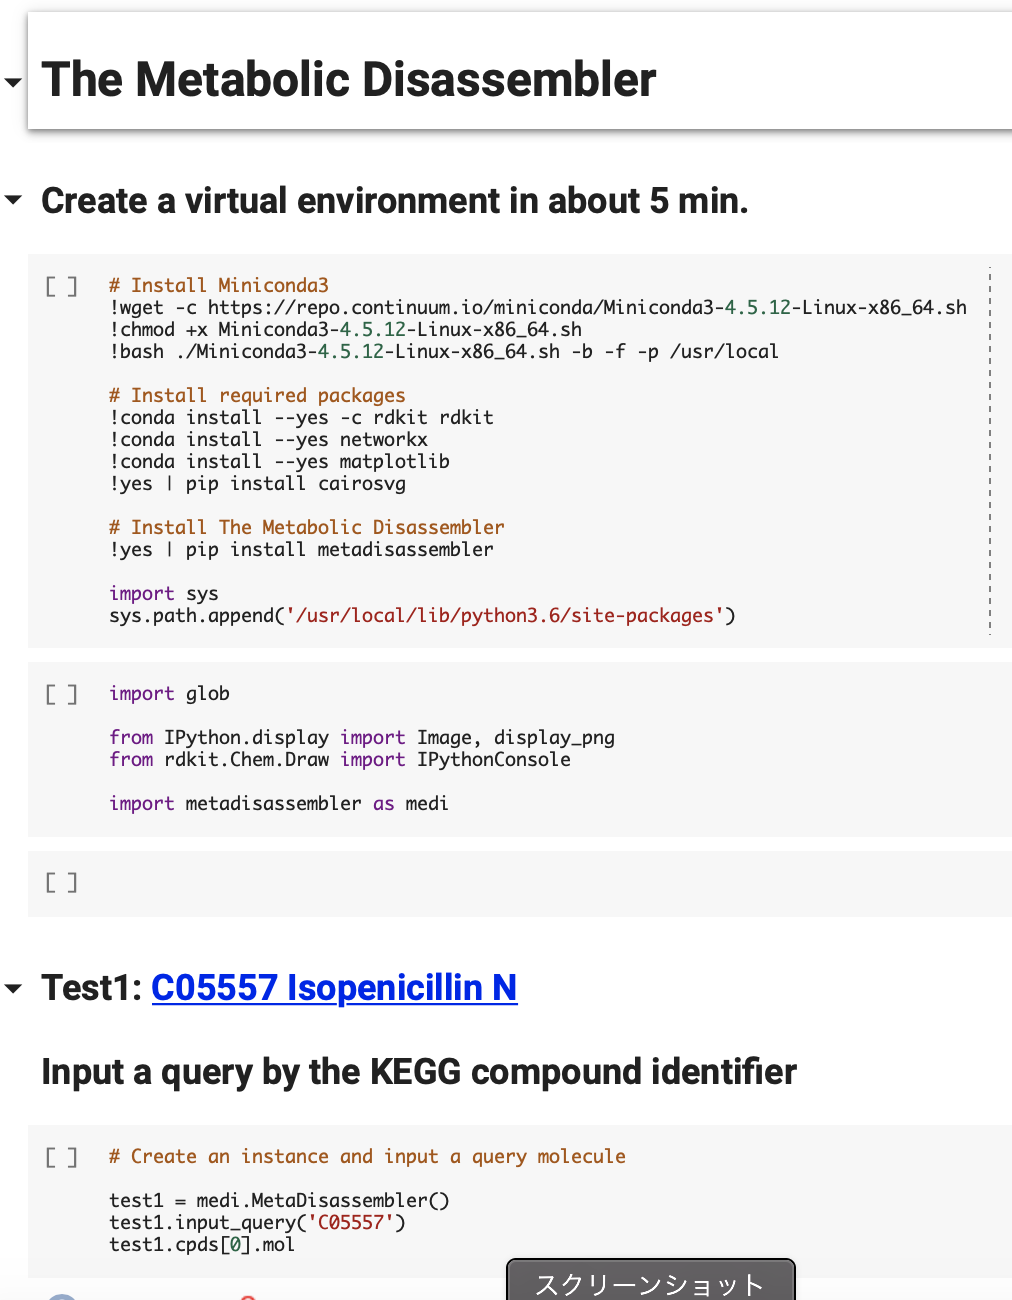 The Metabolic Disassembler
Create a virtual environment in about 5 min.
[ ] # Install Miniconda3
!wget -c https://repo.continuum.io/miniconda/Miniconda3-4.5.12-Linux-x86_64.sh
!chmod +x Miniconda3-4.5.12-Linux-x86_64.sh
!bash ./Miniconda3-4.5.12-Linux-x86_64.sh -b -f -p /usr/local
# Install required packages
!conda install --yes -c rdkit rdkit
!conda install --yes networkx
!conda install --yes matplotlib
!yes | pip install cairosvg
# Install The Metabolic Disassembler
!yes | pip install metadisassembler
import sys
sys.path.append('/usr/local/lib/python3.6/site-packages')
[ ] import glob
from IPython.display import Image, display_png
from rdkit.Chem.Draw import IPythonConsole
import metadisassembler as medi
[ ]
Test1: C05557 Isopenicillin N
Input a query by the KEGG compound identifier
[ ] # Create an instance and input a query molecule
test1 = medi.MetaDisassembler()
test1.input_query('C05557')
test1.cpds[0].mol
スクリーンショット